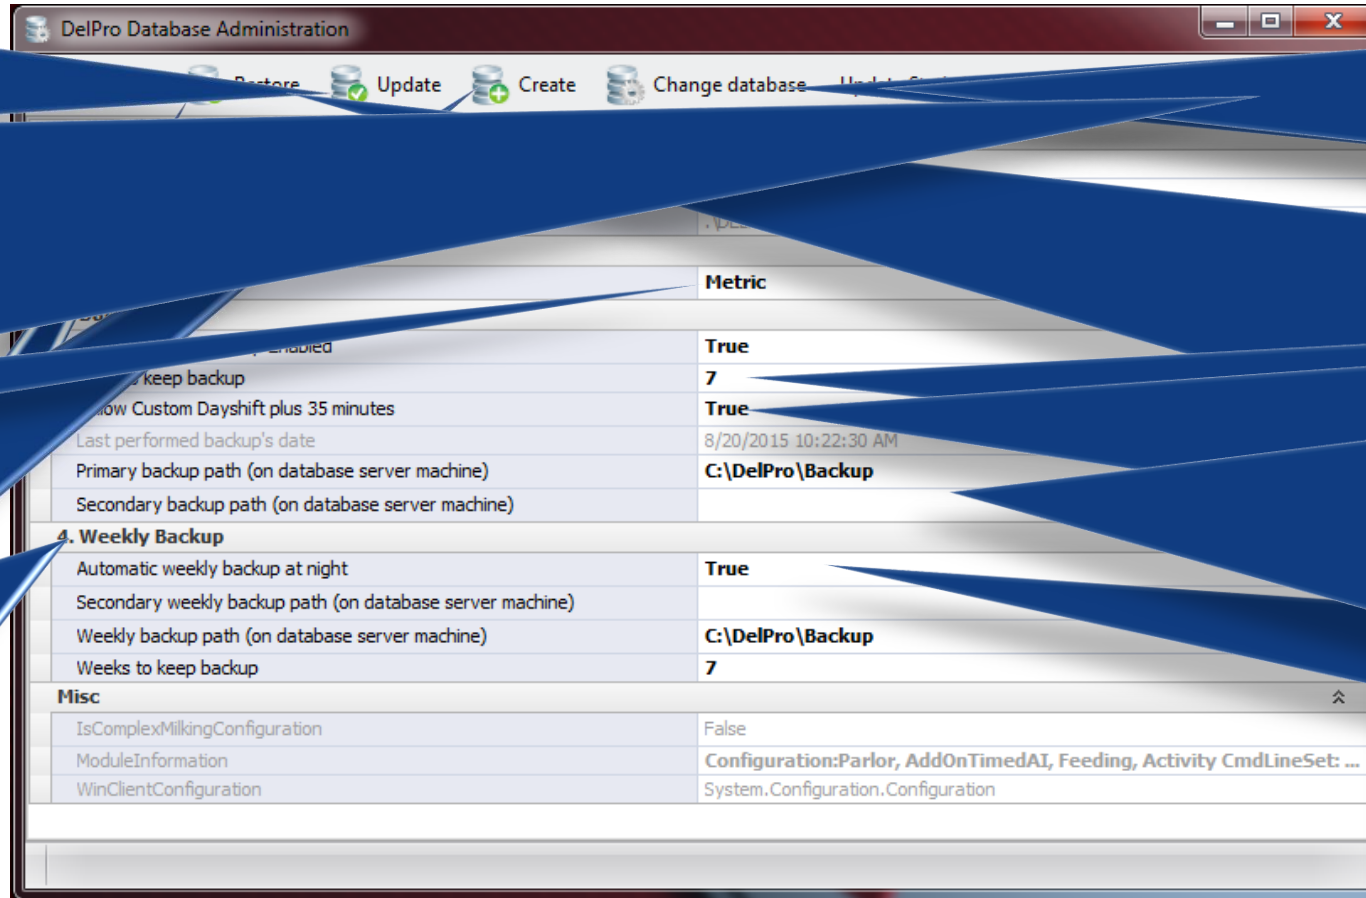 DelPro Database Administration
Restore Update Create Change database Update
Metric
Enabled True
keep backup 7
Custom Dayshift plus 35 minutes True
Last performed backup's date 8/20/2015 10:22:30 AM
Primary backup path (on database server machine) C:\DelPro\Backup
Secondary backup path (on database server machine)
4. Weekly Backup
Automatic weekly backup at night True
Secondary weekly backup path (on database server machine)
Weekly backup path (on database server machine) C:\DelPro\Backup
Weeks to keep backup 7
Misc
IsComplexMilkingConfiguration False
ModuleInformation Configuration:Parlor, AddOnTimedAI, Feeding, Activity CmdLineSet: ...
WinClientConfiguration System.Configuration.Configuration